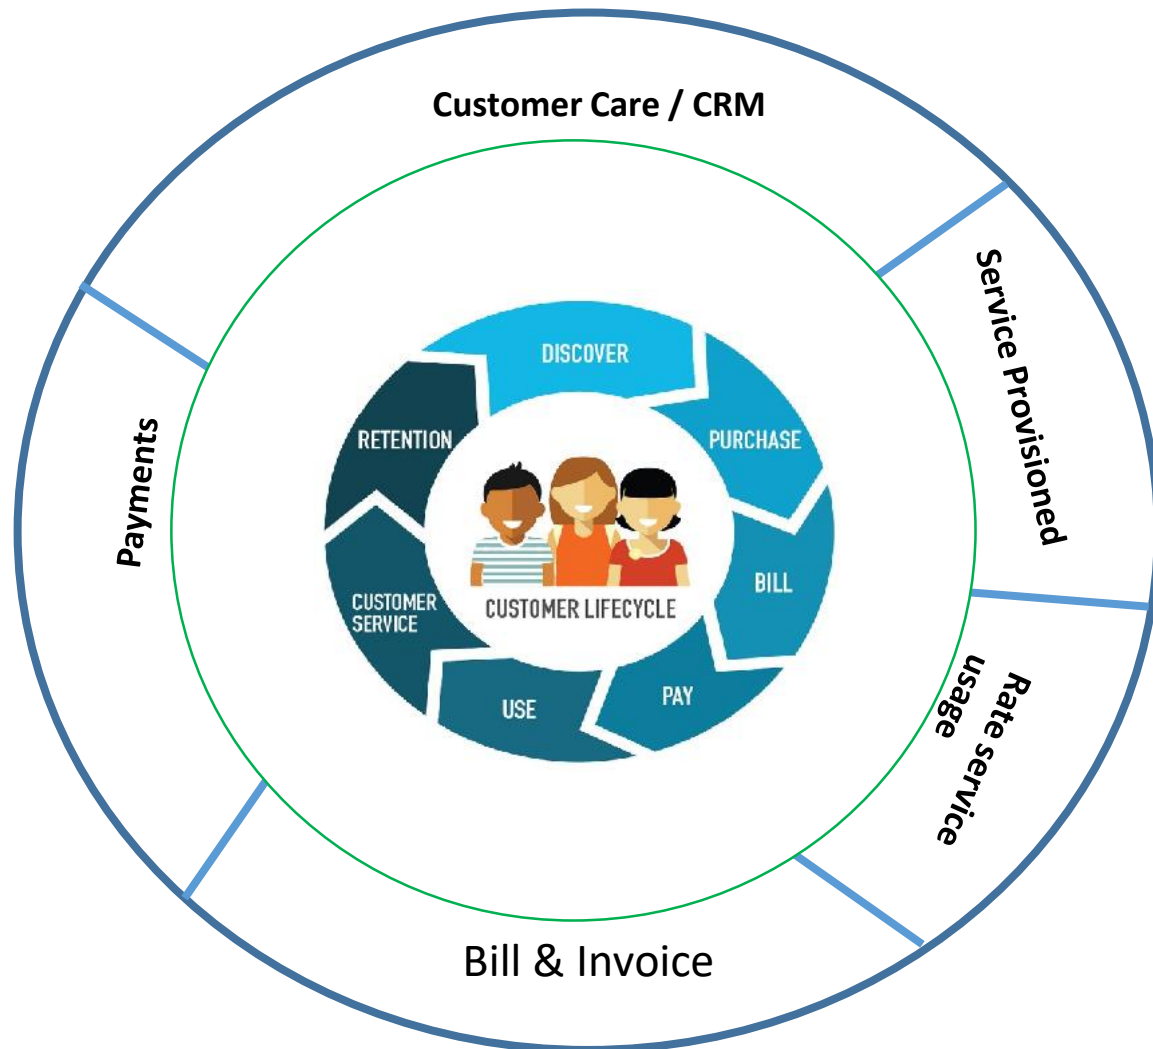 Customer Care / CRM
Service Provisioned
Rate service
usage
Bill & Invoice
Payments
DISCOVER
PURCHASE
BILL
PAY
USE
CUSTOMER
SERVICE
RETENTION
CUSTOMER LIFECYCLE